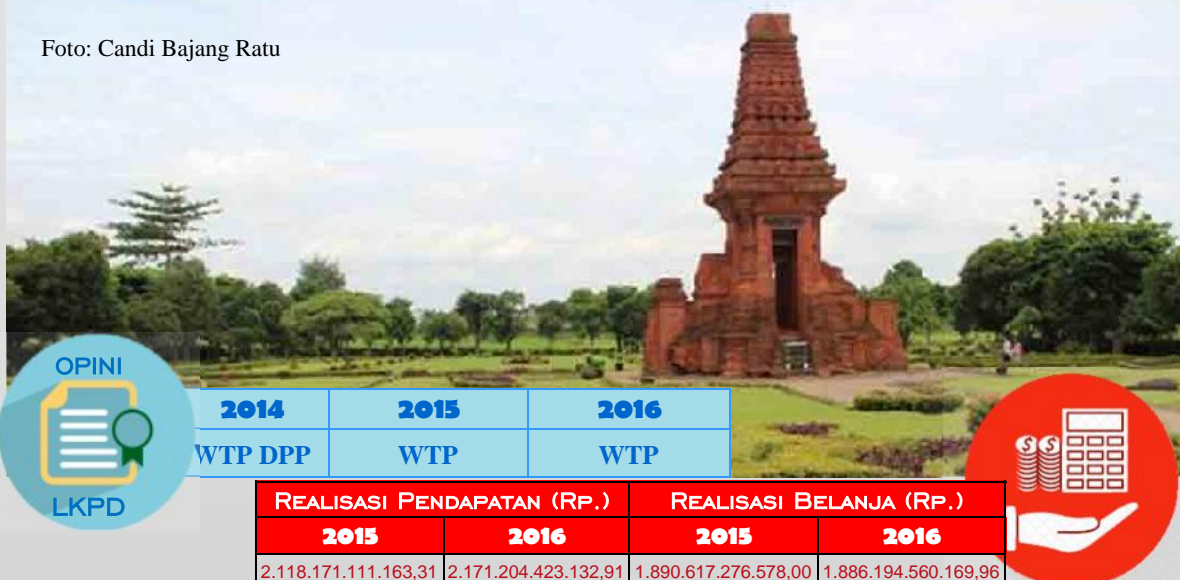 Foto: Candi Bajang Ratu
OPINI
LKPD
2014 2015 2016
WTP DPP WTP WTP
REALISASI PENDAPATAN (RP.) REALISASI BELANJA (RP.)
2015 2016 2015 2016
2.118.171.111.163,31 2.171.204.423.132,91 1.890.617.276.578,00 1.886.194.560.169,96